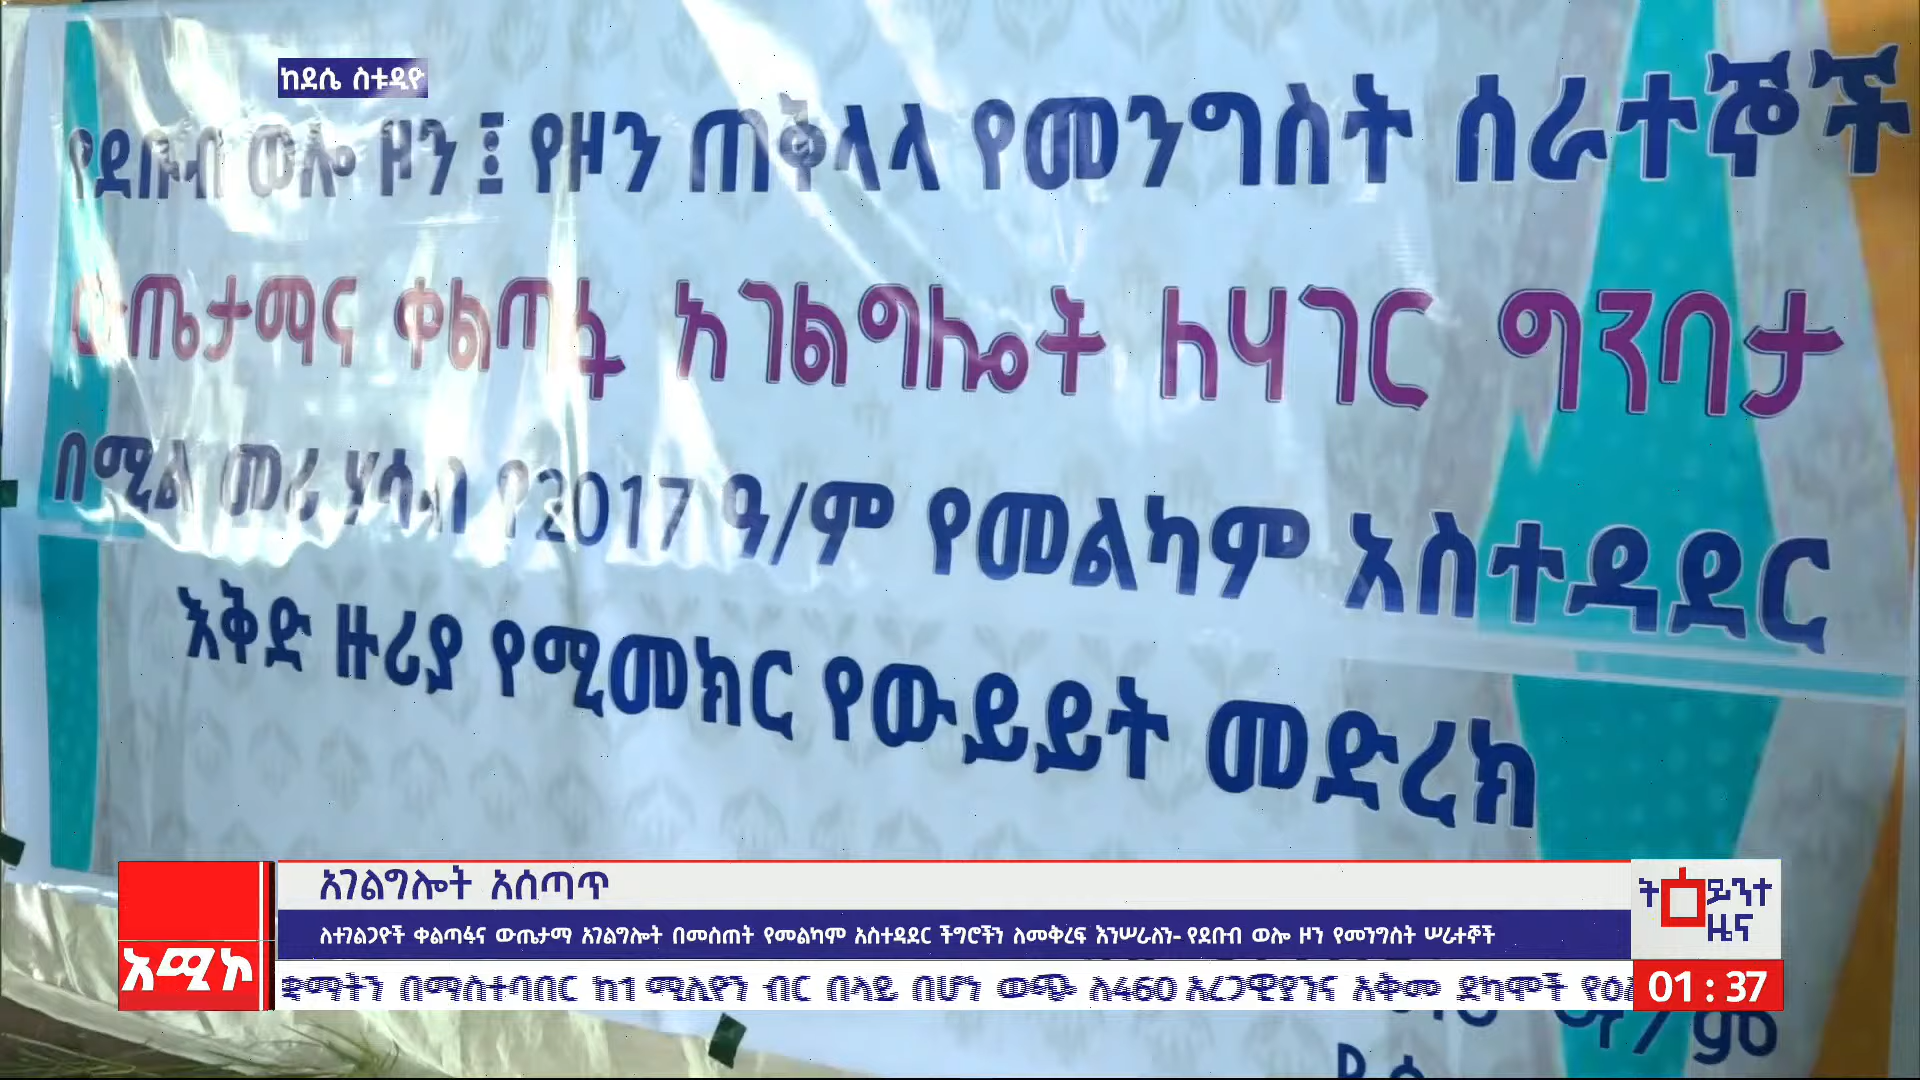 ከደሴ ስቱዲዮ
የደቡብ ወሎ ዞን ፤ የዞን ጠቅላላ የመንግስት ሰራተኞች
ውጤታማና ቀልጣፋ አገልግሎት ለሃገር ግንባታ
በሚል መሪ ሃሳብ የ2017 ዓ/ም የመልካም አስተዳደር
እቅድ ዙሪያ የሚመክር የውይይት መድረክ
አገልግሎት አሰጣጥ
ለተገልጋዮች ቀልጣፋና ውጤታማ አገልግሎት በመስጠት የመልካም አስተዳደር ችግሮችን ለመቅረፍ እንሠራለን- የደቡብ ወሎ ዞን የመንግስት ሠራተኞች
ትዕይንተ
ዜና
አሚኮ
ቋማትን በማስተባበር ከ1 ሚሊዮን ብር በላይ በሆነ ወጭ ለ460 አረጋዊያንና አቅመ ደካሞች
01 : 37